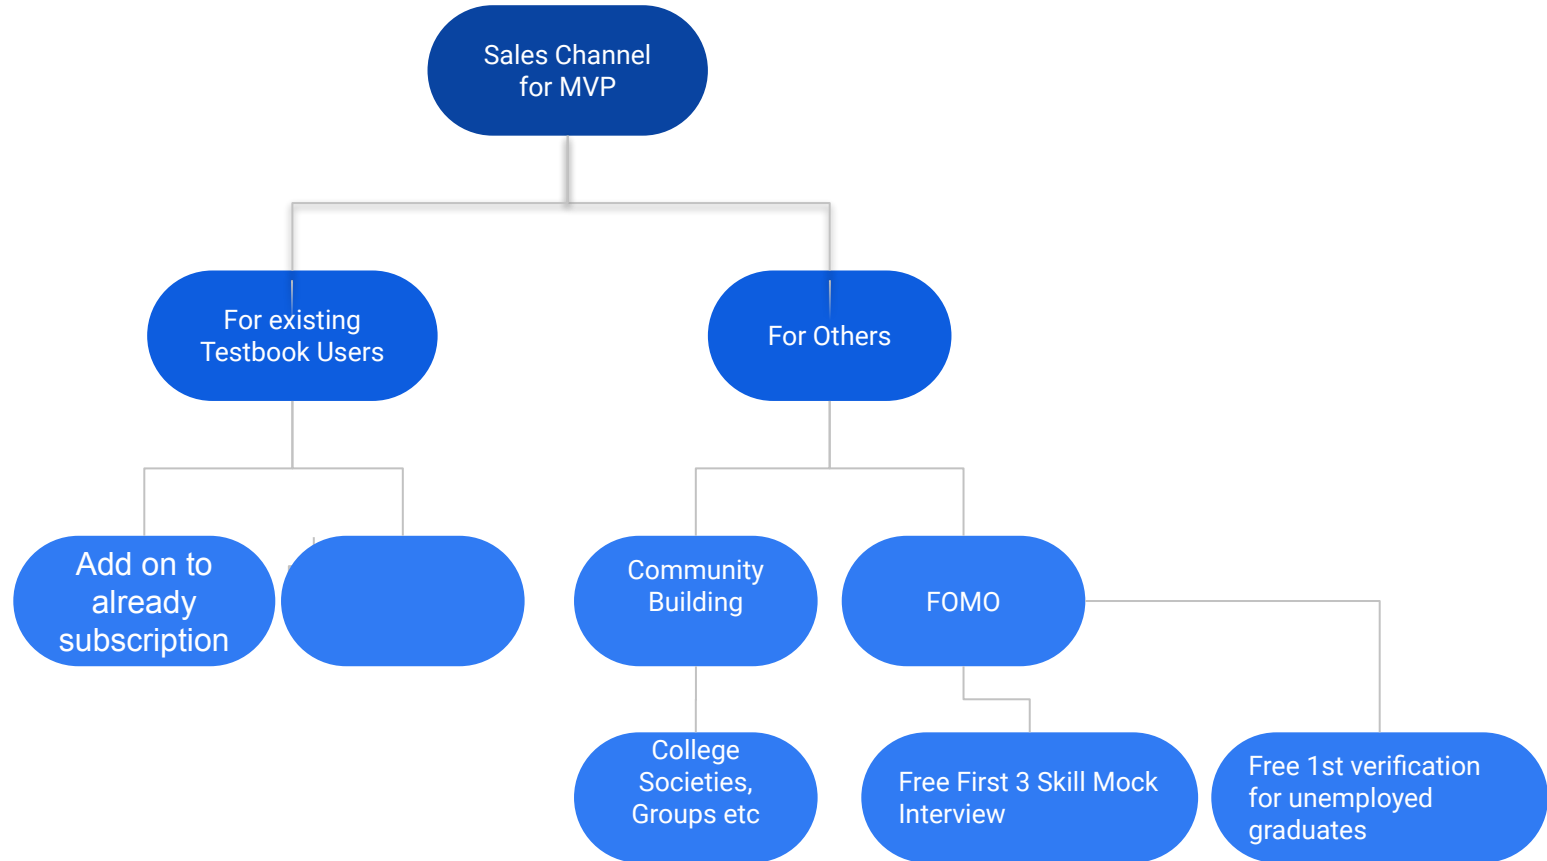 Sales Channel
for MVP
For existing
Testbook Users
For Others
Add on to
already
subscription
Community
Building
FOMO
College
Societies,
Groups etc
Free First 3 Skill Mock
Interview
Free 1st verification
for unemployed
graduates